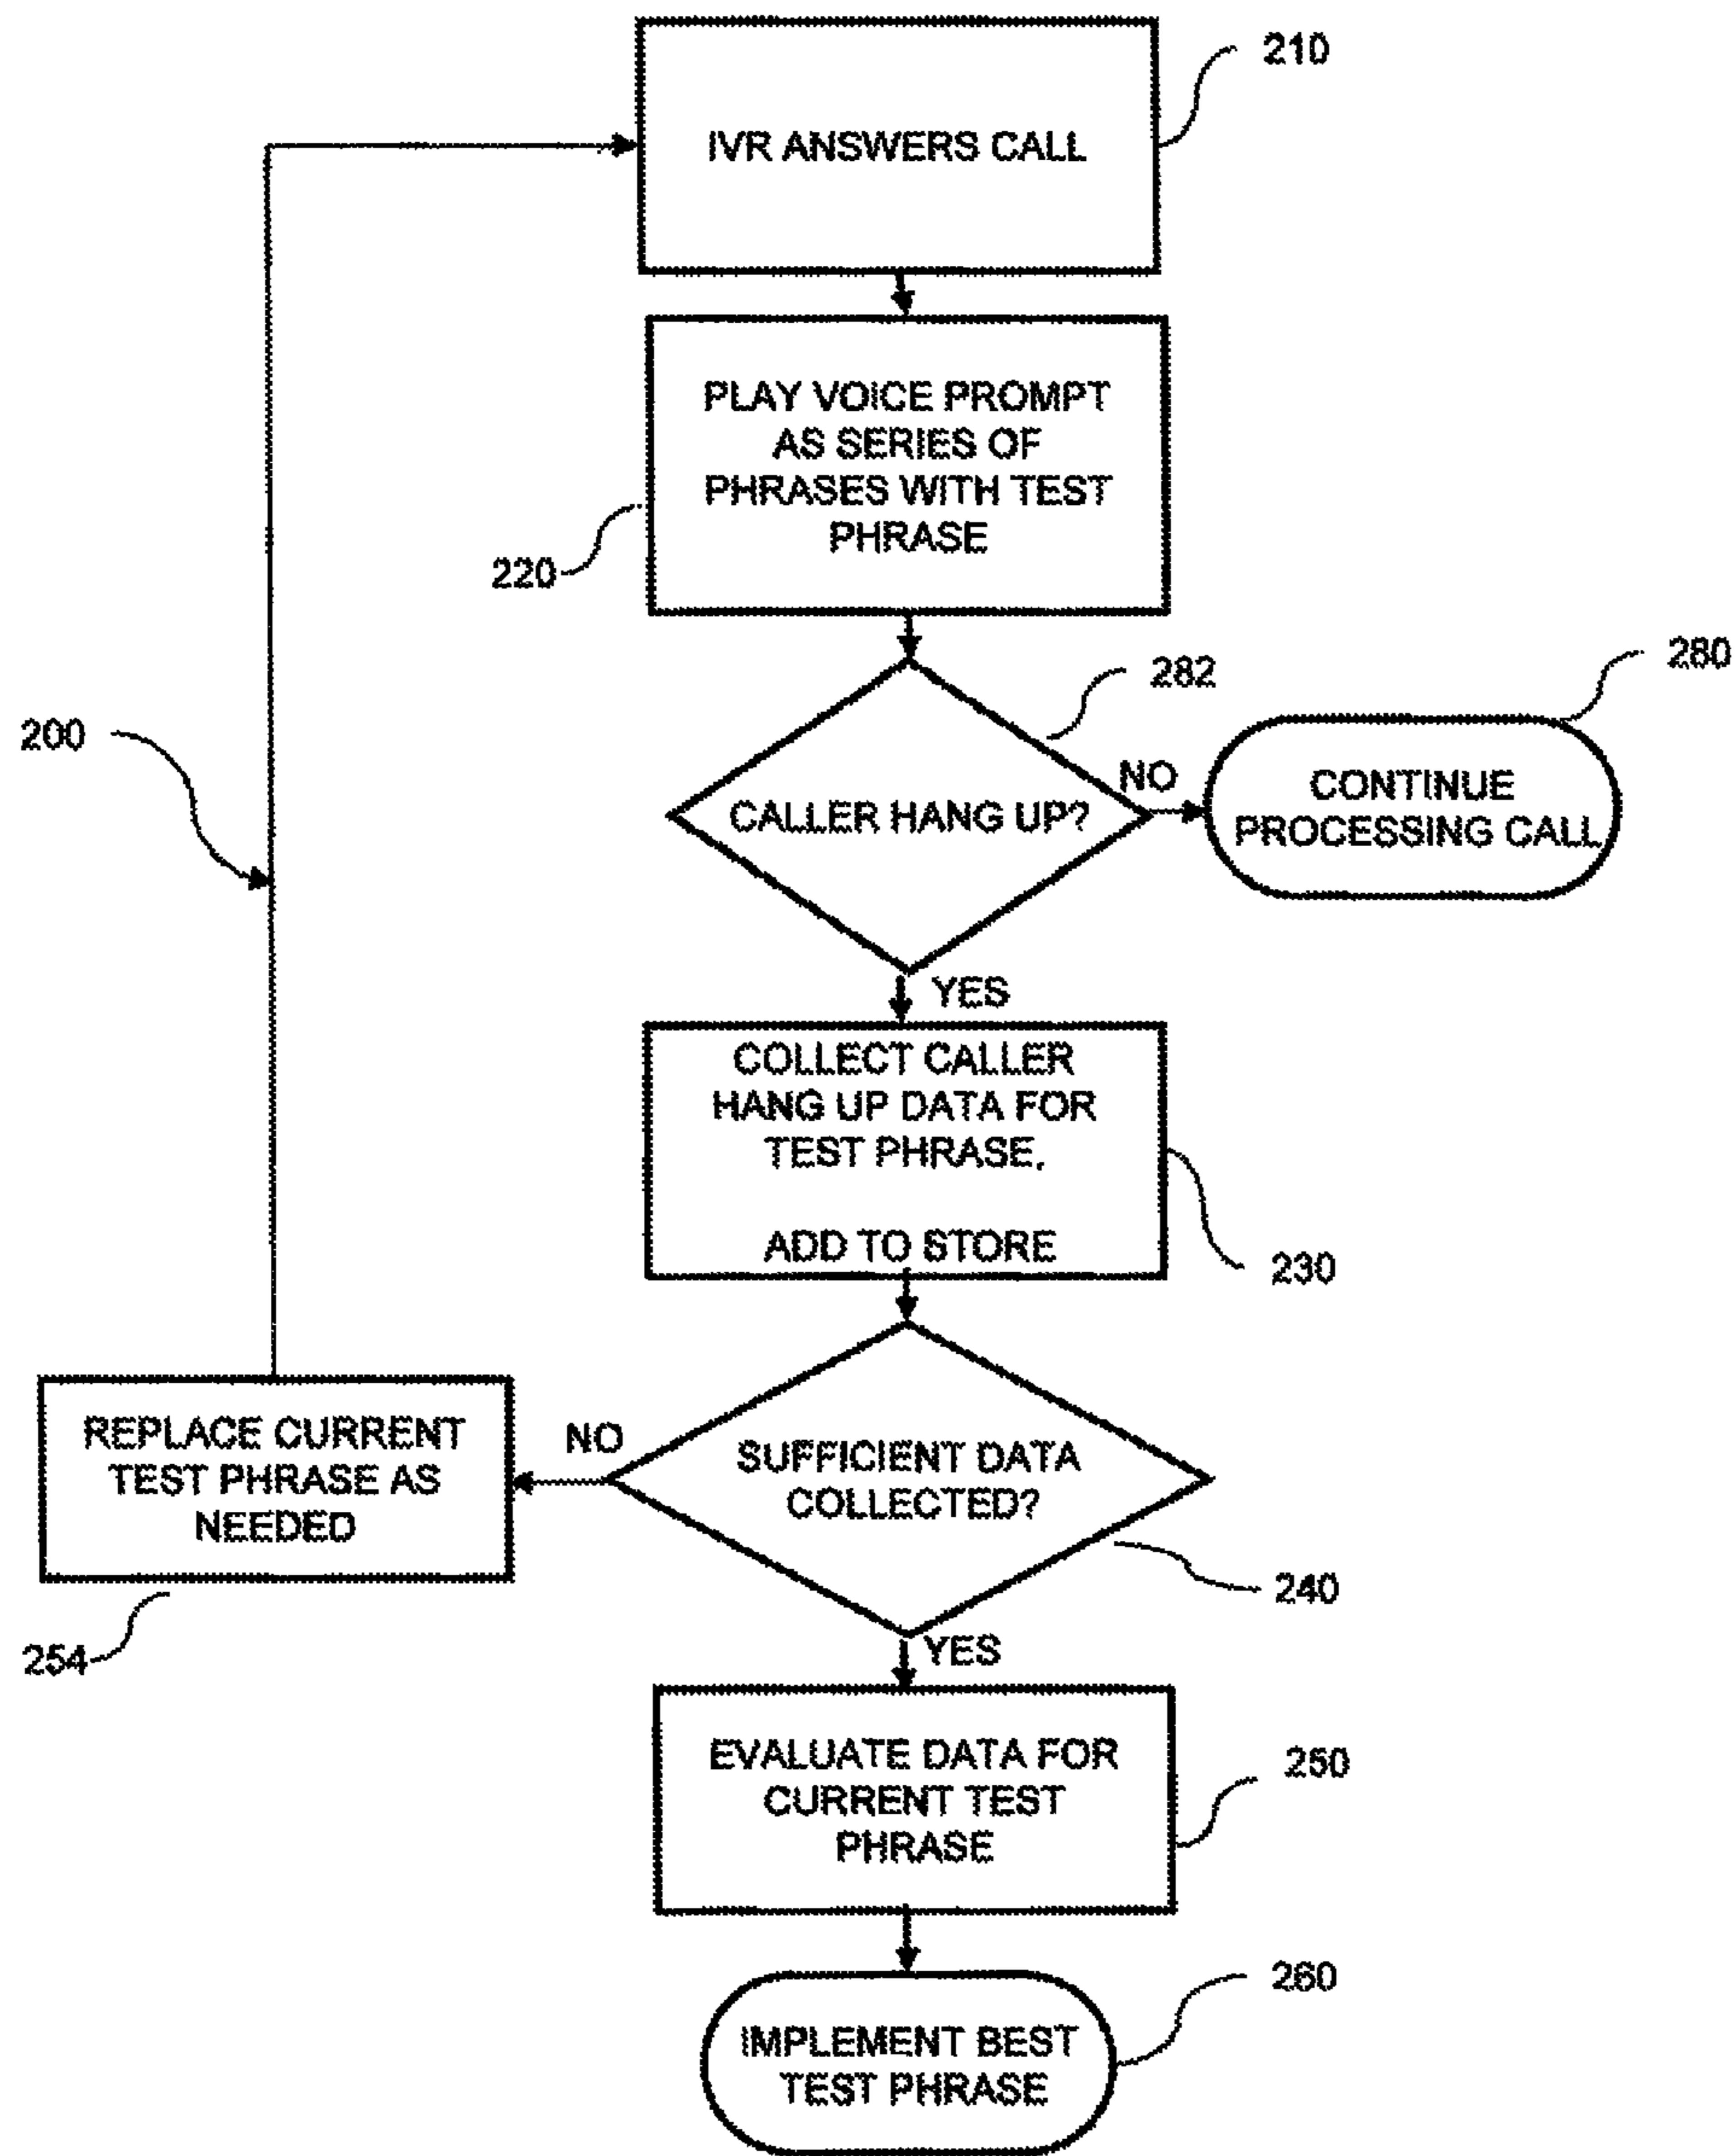 210
IVR ANSWERS CALL
PLAY VOICE PROMPT
AS SERIES OF
PHRASES WITH TEST
PHRASE
220
282
280
200
NO
CALLER HANG UP?
CONTINUE
PROCESSING CALL
YES
COLLECT CALLER
HANG UP DATA FOR
TEST PHRASE,
ADD TO STORE
230
REPLACE CURRENT
TEST PHRASE AS
NEEDED
NO
SUFFICIENT DATA
COLLECTED?
240
254
YES
EVALUATE DATA FOR
CURRENT TEST
PHRASE
250
260
IMPLEMENT BEST
TEST PHRASE